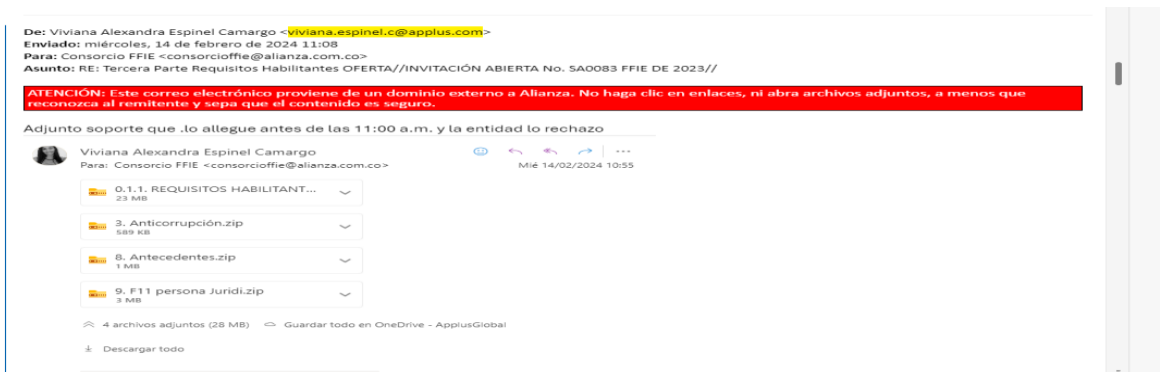 De: Viviana Alexandra Espinel Camargo <viviana.espinel.c@applus.com>
Enviado: miércoles, 14 de febrero de 2024 11:08
Para: Consorcio FFIE <consorcioffie@alianza.com.co>
Asunto: RE: Tercera Parte Requisitos Habilitantes OFERTA//INVITACIÓN ABIERTA No. SA0083 FFIE DE 2023//
ATENCIÓN: Este correo electrónico proviene de un dominio externo a Alianza. No haga clic en enlaces, ni abra archivos adjuntos, a menos que
reconozca al remitente y sepa que el contenido es seguro.
Adjunto soporte que .lo allegue antes de las 11:00 a.m. y la entidad lo rechazo
Viviana Alexandra Espinel Camargo
Para: Consorcio FFIE <consorcioffie@alianza.com.co>
Mié 14/02/2024 10:55
0.1.1. REQUISITOS HABILITANT...
23 MB
3. Anticorrupción.zip
589 KB
8. Antecedentes.zip
1 MB
9. F11 persona Juridi.zip
3 MB
4 archivos adjuntos (28 MB) Guardar todo en OneDrive - ApplusGlobal
Descargar todo